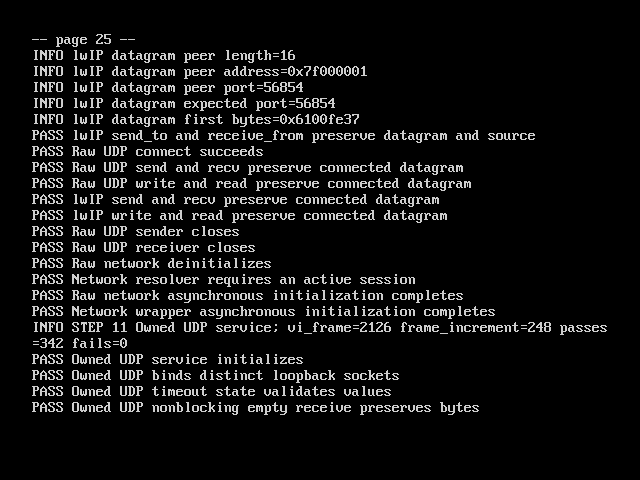 -- page 25 --
INFO lwIP datagram peer length=16
INFO lwIP datagram peer address=0x7f000001
INFO lwIP datagram peer port=56854
INFO lwIP datagram expected port=56854
INFO lwIP datagram first bytes=0x6100fe37
PASS lwIP send_to and receive_from preserve datagram and source
PASS Raw UDP connect succeeds
PASS Raw UDP send and recv preserve connected datagram
PASS Raw UDP write and read preserve connected datagram
PASS lwIP send and recv preserve connected datagram
PASS lwIP write and read preserve connected datagram
PASS Raw UDP sender closes
PASS Raw UDP receiver closes
PASS Raw network deinitializes
PASS Network resolver requires an active session
PASS Raw network asynchronous initialization completes
PASS Network wrapper asynchronous initialization completes
INFO STEP 11 Owned UDP service; vi_frame=2126 frame_increment=248 passes
=342 fails=0
PASS Owned UDP service initializes
PASS Owned UDP binds distinct loopback sockets
PASS Owned UDP timeout state validates values
PASS Owned UDP nonblocking empty receive preserves bytes